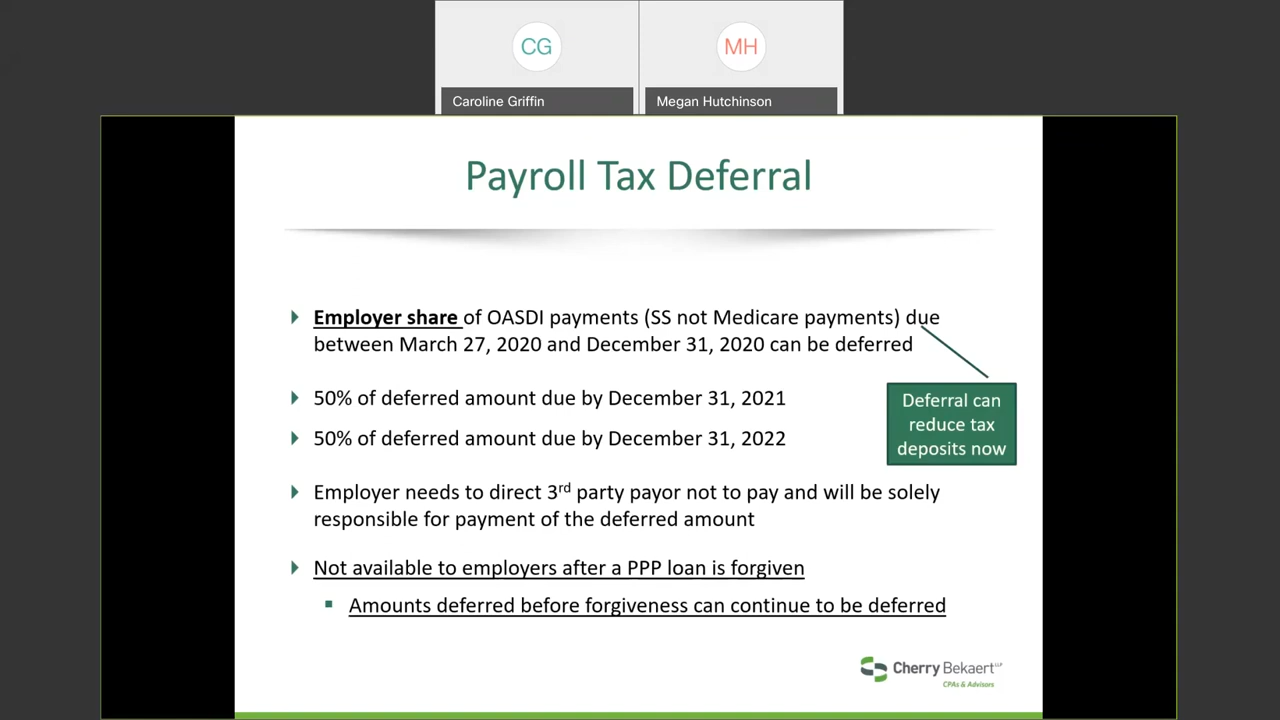 CG
MH
Caroline Griffin
Megan Hutchinson
Payroll Tax Deferral
Employer share of OASDI payments (SS not Medicare payments) due
between March 27, 2020 and December 31, 2020 can be deferred
50% of deferred amount due by December 31, 2021
50% of deferred amount due by December 31, 2022
Deferral can
reduce tax
deposits now
Employer needs to direct 3rd party payor not to pay and will be solely
responsible for payment of the deferred amount
Not available to employers after a PPP loan is forgiven
Amounts deferred before forgiveness can continue to be deferred
Cherry Bekaert LLP
CPAs & Advisors